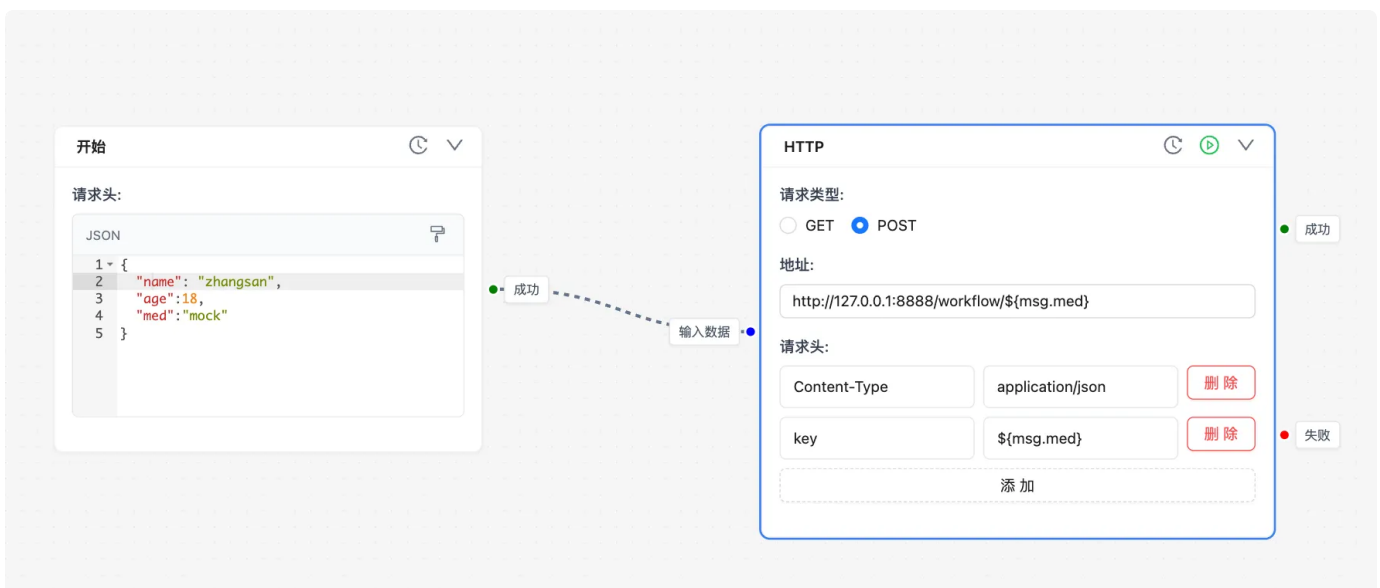 开始
请求头:
JSON
1 {
2 "name": "zhangsan",
3 "age":18,
4 "med":"mock"
5 }
成功
输入数据
HTTP
请求类型:
GET POST
地址:
http://127.0.0.1:8888/workflow/${msg.med}
请求头:
Content-Type application/json 删 除
key ${msg.med} 删 除
添 加
成功
失败